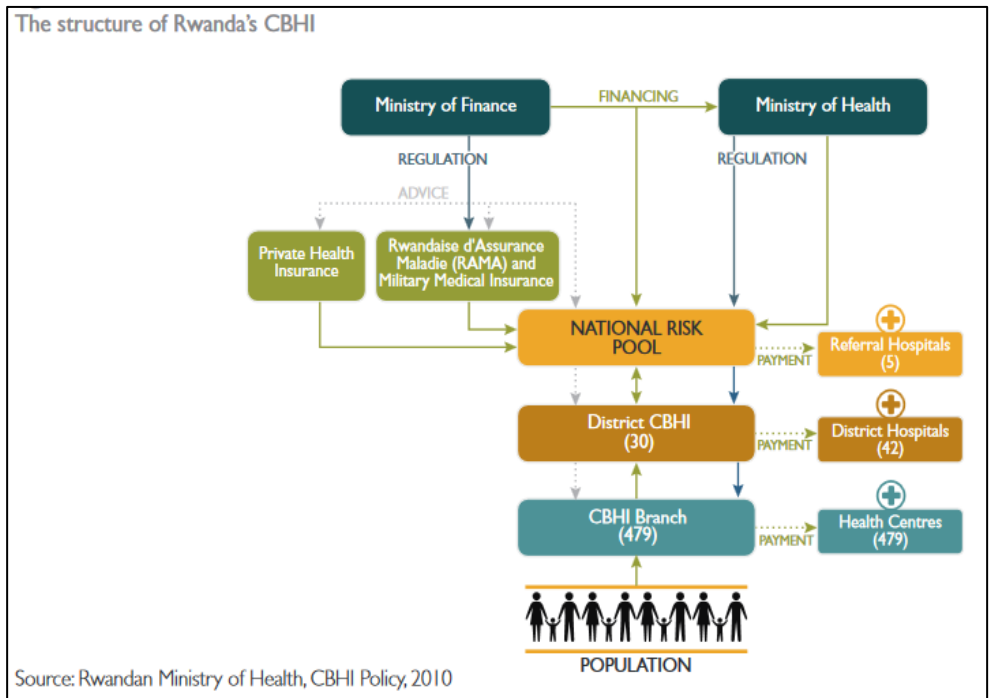 The structure of Rwanda's CBHI
Ministry of Finance
FINANCING
Ministry of Health
REGULATION
REGULATION
ADVICE
Private Health
Insurance
Rwandaise d'Assurance
Maladie (RAMA) and
Military Medical Insurance
NATIONAL RISK
POOL
PAYMENT
Referral Hospitals
(5)
District CBHI
(30)
PAYMENT
District Hospitals
(42)
CBHI Branch
(479)
PAYMENT
Health Centres
(479)
POPULATION
Source: Rwandan Ministry of Health, CBHI Policy, 2010